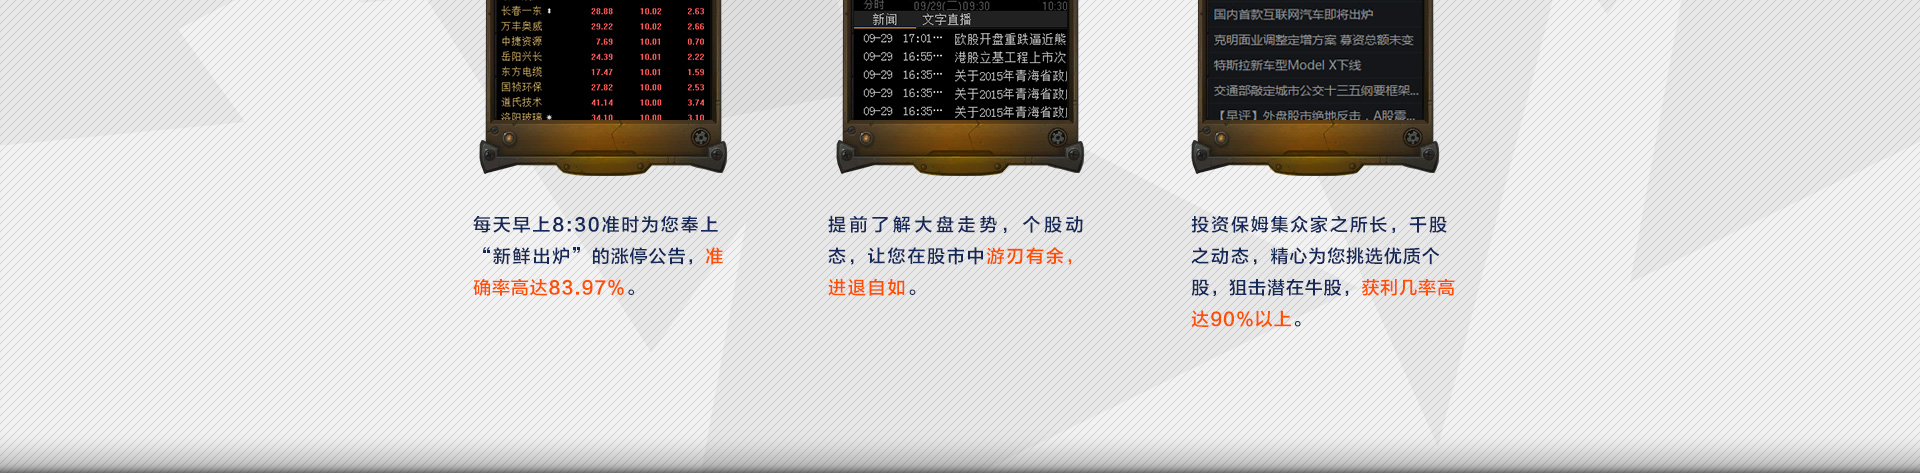 长春一东 28.88 10.02 2.63
万丰奥威 29.22 10.02 2.66
中捷资源 7.69 10.01 0.70
岳阳兴长 24.39 10.01 2.22
东方电缆 17.47 10.01 1.59
国祯环保 27.82 10.00 2.53
道氏技术 41.14 10.00 3.74
洛阳玻璃 34.10 10.00 3.10
分时 09/29(二)09:30 10:30
新闻 文字直播
09-29 17:01··· 欧股开盘重跌逼近熊
09-29 16:55··· 港股立基工程上市次
09-29 16:35··· 关于2015年青海省政
09-29 16:35··· 关于2015年青海省政
09-29 16:35··· 关于2015年青海省政
国内首款互联网汽车即将出炉
克明面业调整定增方案 募资总额未变
特斯拉新车型Model X下线
交通部敲定城市公交十三五纲要框架...
【早评】外盘股市绝地反击，A股震...
每天早上8:30准时为您奉上
“新鲜出炉”的涨停公告，准
确率高达83.97%。
提前了解大盘走势，个股动
态，让您在股市中游刃有余，
进退自如。
投资保姆集众家之所长，千股
之动态，精心为您挑选优质个
股，狙击潜在牛股，获利几率高
达90%以上。